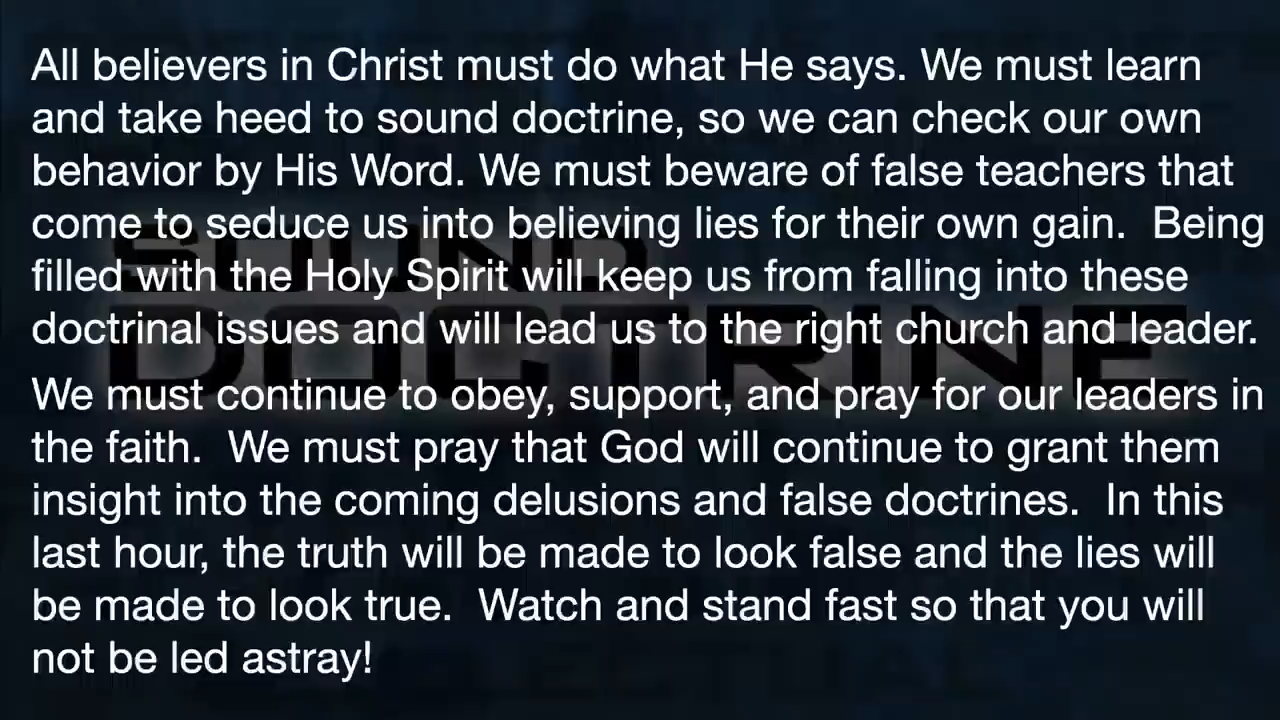 All believers in Christ must do what He says. We must learn
and take heed to sound doctrine, so we can check our own
behavior by His Word. We must beware of false teachers that
come to seduce us into believing lies for their own gain.  Being
filled with the Holy Spirit will keep us from falling into these
doctrinal issues and will lead us to the right church and leader.
We must continue to obey, support, and pray for our leaders in
the faith.  We must pray that God will continue to grant them
insight into the coming delusions and false doctrines.  In this
last hour, the truth will be made to look false and the lies will
be made to look true.  Watch and stand fast so that you will
not be led astray!
SOUND
DOCTRINE